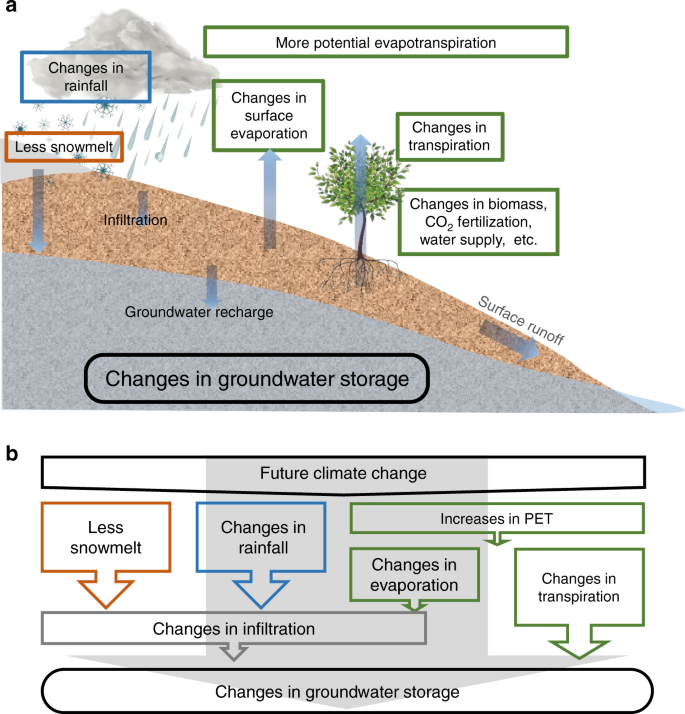 a
More potential evapotranspiration
Changes in
rainfall
Changes in
surface
evaporation
Less snowmelt
Changes in
transpiration
Infiltration
Changes in biomass,
CO₂ fertilization,
water supply, etc.
Groundwater recharge
Surface runoff
Changes in groundwater storage
b
Future climate change
Less
snowmelt
Changes in
rainfall
Increases in PET
Changes in
evaporation
Changes in
transpiration
Changes in infiltration
Changes in groundwater storage